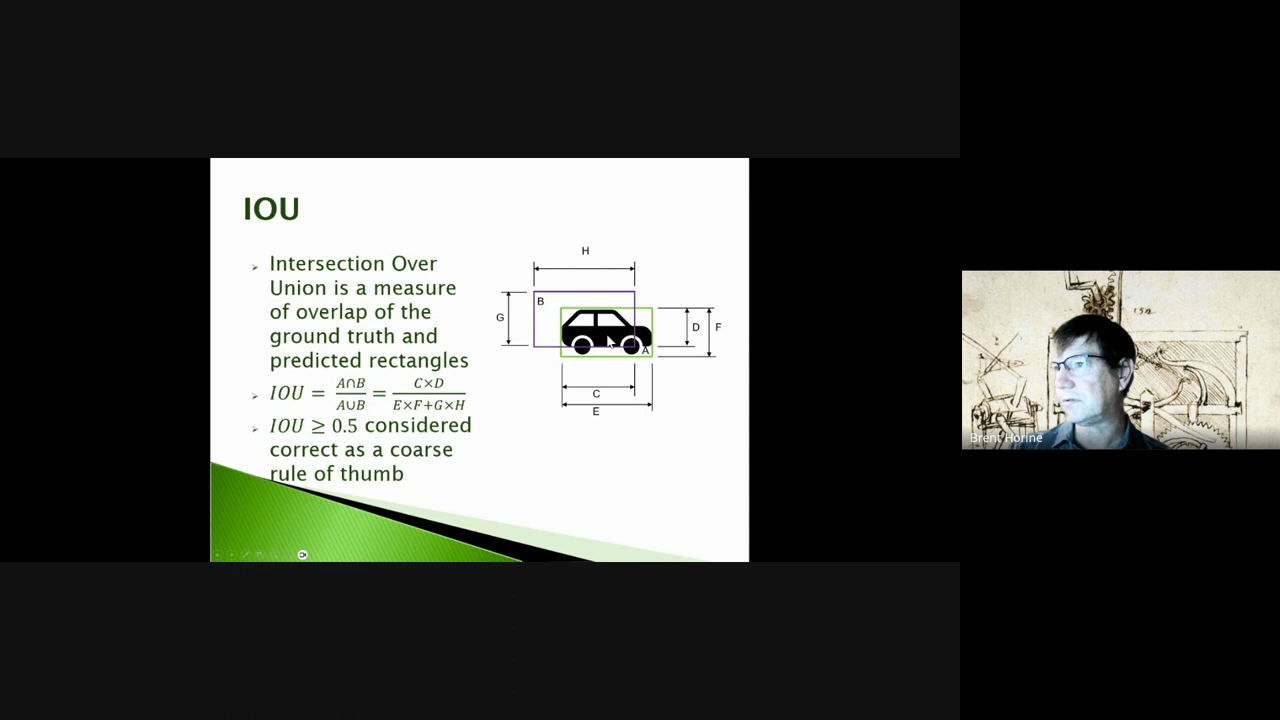 IOU
Intersection Over
Union is a measure
of overlap of the
ground truth and
predicted rectangles
IOU = A∩B/A∪B = C×D/E×F+G×H
IOU ≥ 0.5 considered
correct as a coarse
rule of thumb
H
B
G
D
F
A
C
E
Brent Horine